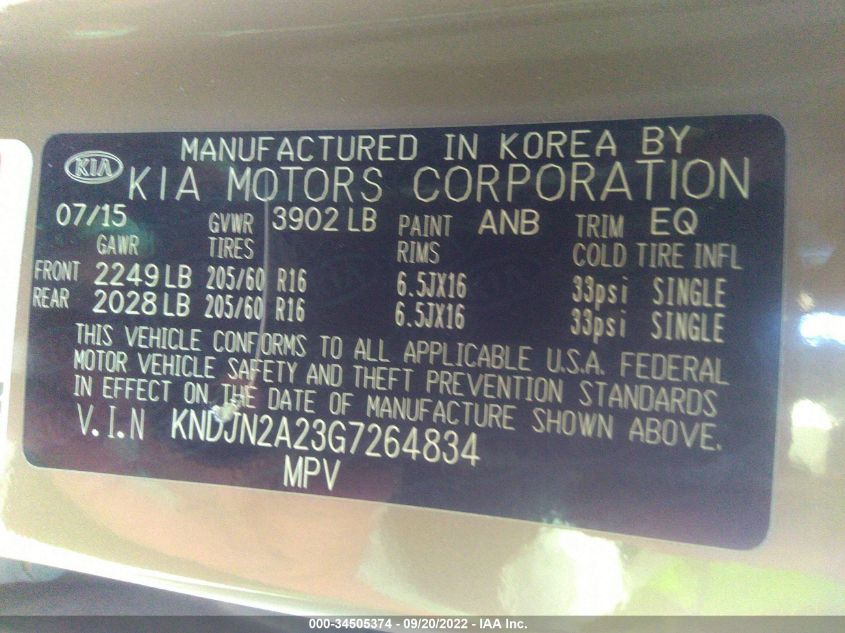 MANUFACTURED IN KOREA BY
KIA KIA MOTORS CORPORATION
07/15 GVWR 3902 LB PAINT ANB TRIM EQ
GAWR TIRES RIMS COLD TIRE INFL
FRONT 2249 LB 205/60 R16 6.5JX16 33psi SINGLE
REAR 2028 LB 205/60 R16 6.5JX16 33psi SINGLE
THIS VEHICLE CONFORMS TO ALL APPLICABLE U.S.A. FEDERAL
MOTOR VEHICLE SAFETY AND THEFT PREVENTION STANDARDS
IN EFFECT ON THE DATE OF MANUFACTURE SHOWN ABOVE.
V.I.N KNDJN2A23G7264834
MPV
000-34505374 - 09/20/2022 - IAA Inc.